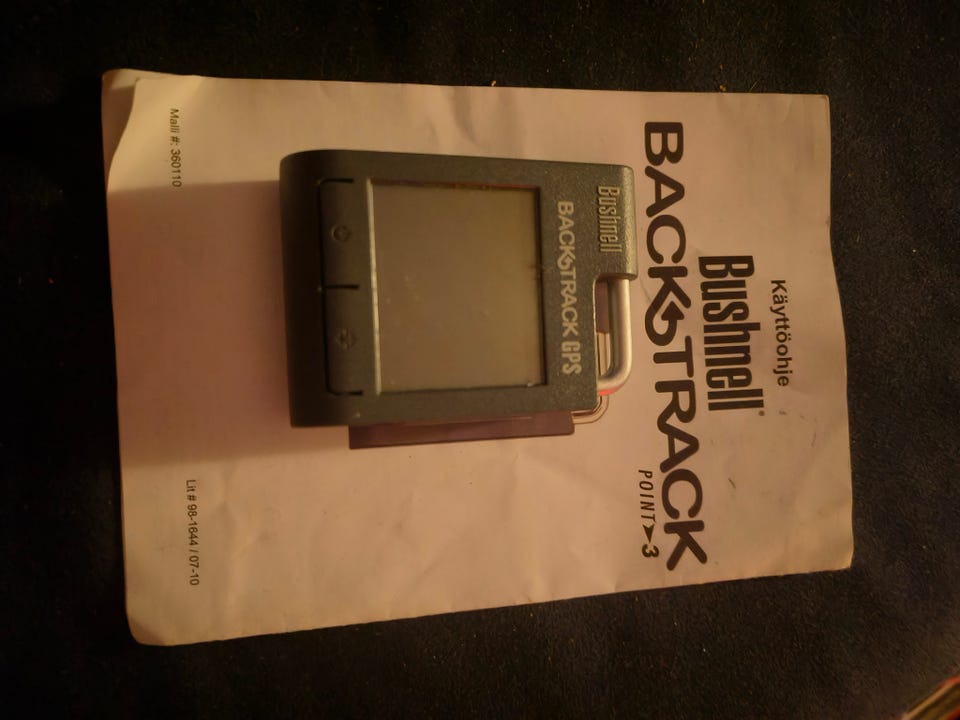 Käyttöohje
Bushnell®
BACKTRACK
POINT➤3
Bushnell
BACKTRACK GPS
Malli #: 360110
Lit # 98-1644 / 07-10